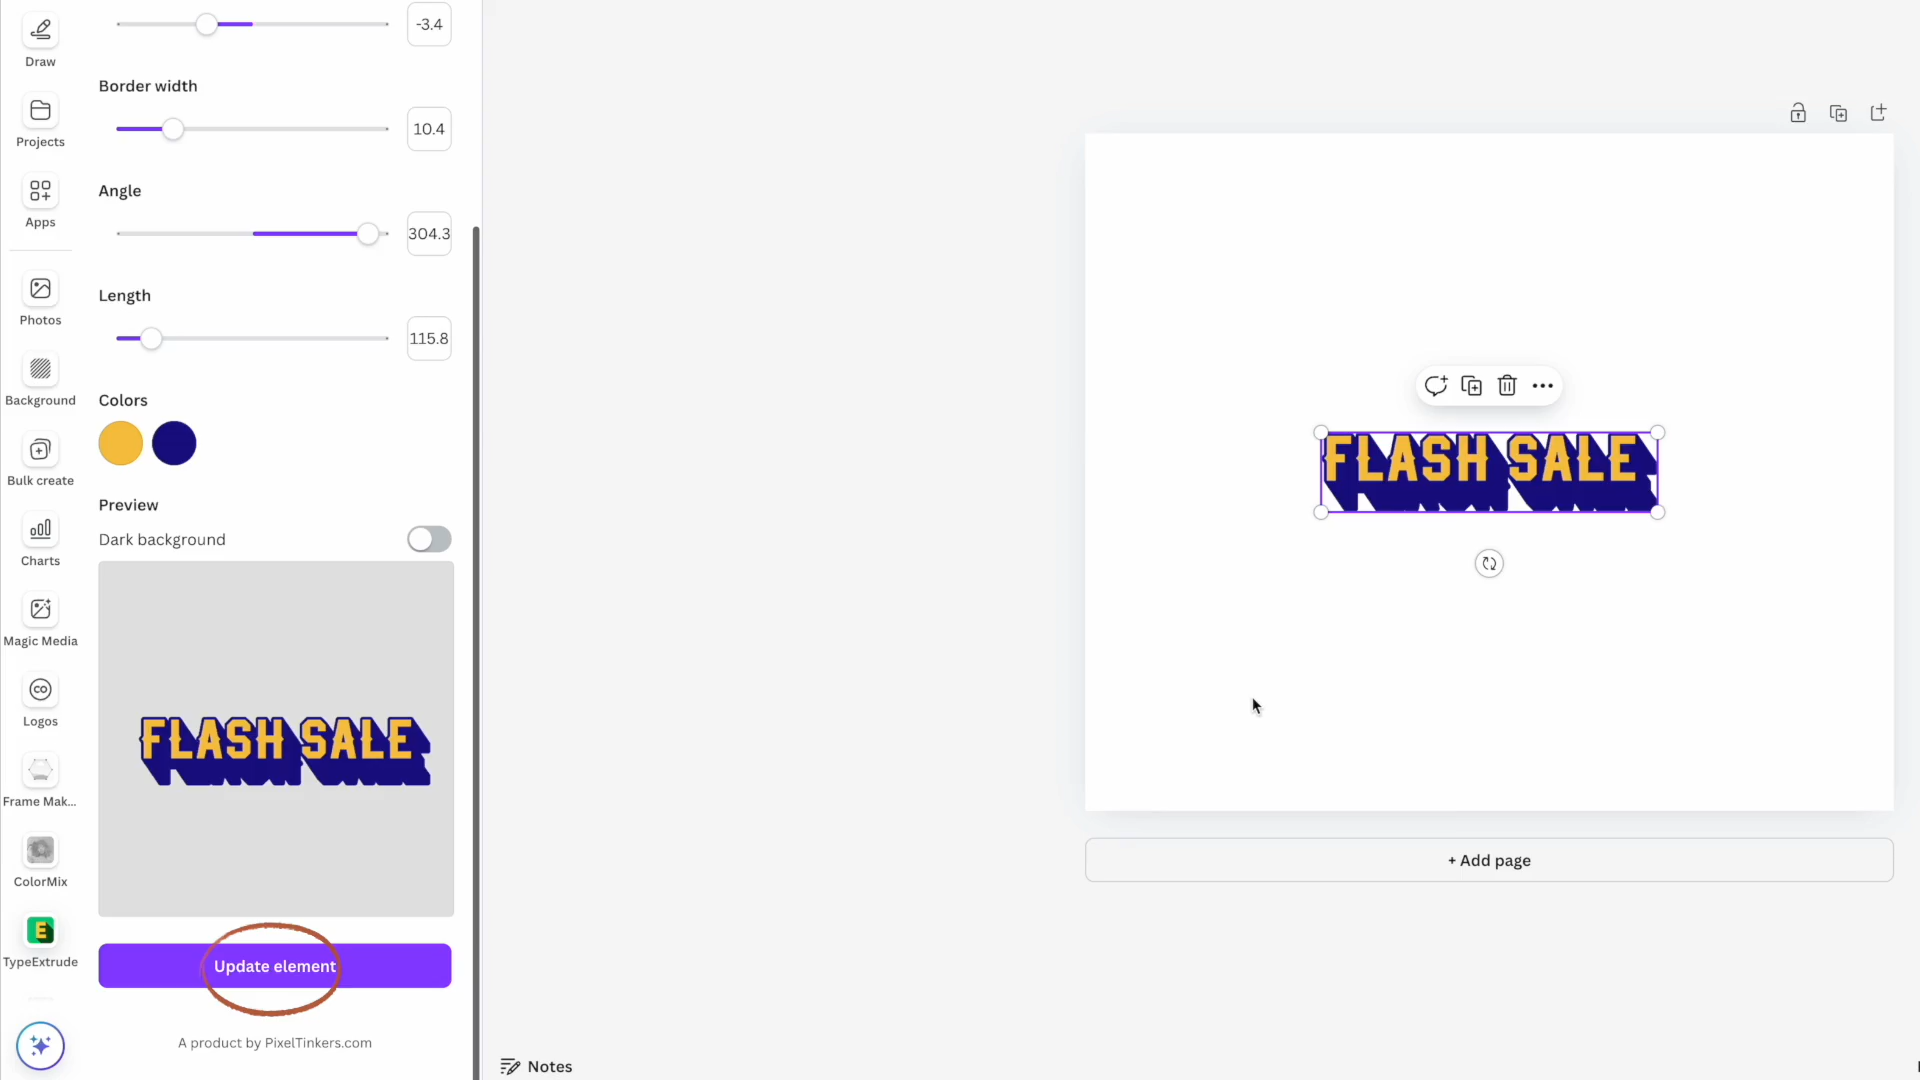 Draw
Projects
Apps
Photos
Background
Bulk create
Charts
Magic Media
Logos
Frame Mak...
ColorMix
E
TypeExtrude
-3.4
Border width
10.4
Angle
304.3
Length
115.8
Colors
Preview
Dark background
FLASH SALE
Update element
A product by PixelTinkers.com
FLASH SALE
+ Add page
Notes